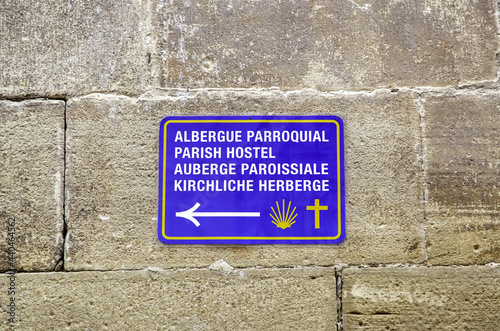 ALBERGUE PARROQUIAL
PARISH HOSTEL
AUBERGE PAROISSIALE
KIRCHLICHE HERBERGE